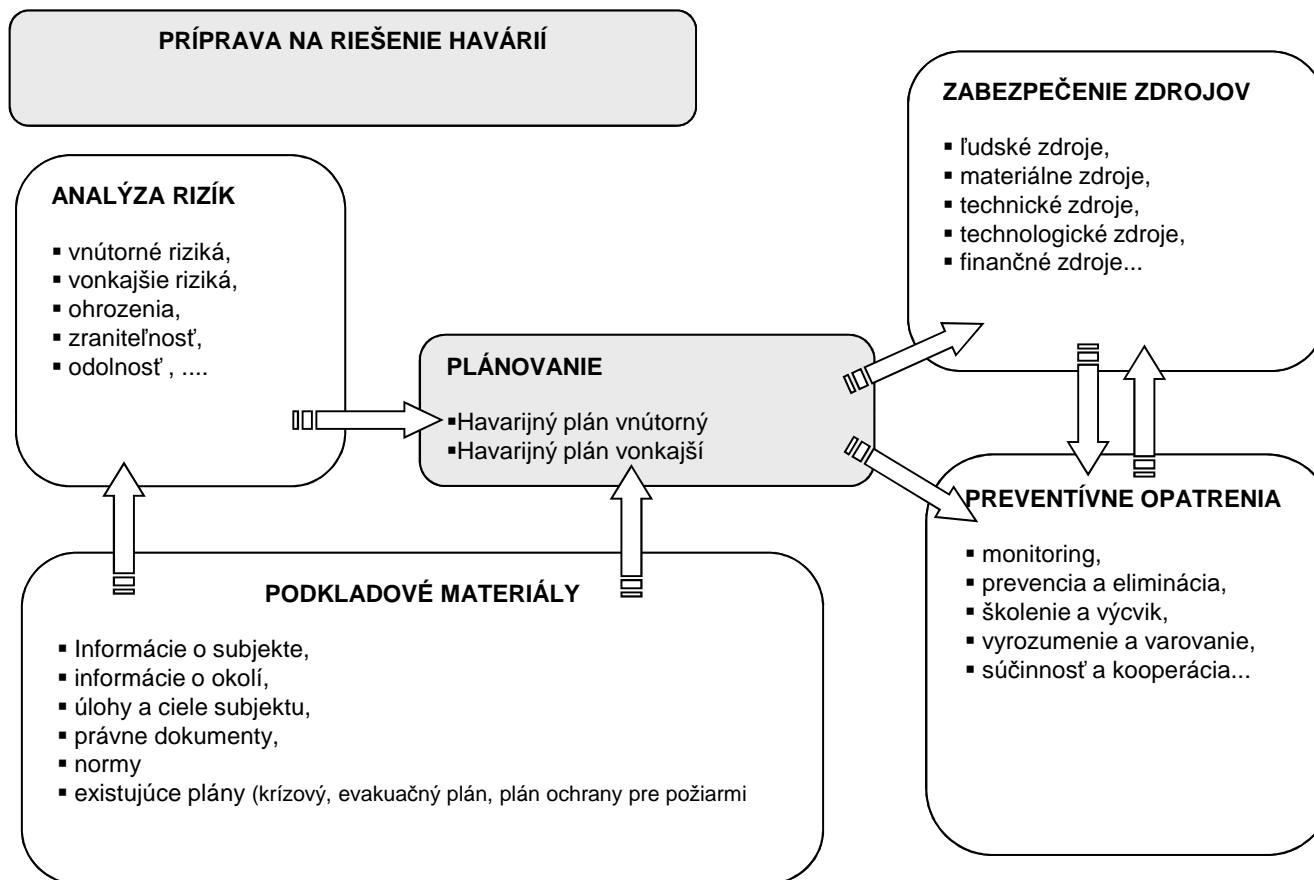 PRÍPRAVA NA RIEŠENIE HAVÁRIÍ
ANALÝZA RIZÍK
▪ vnútorné riziká,
▪ vonkajšie riziká,
▪ ohrozenia,
▪ zraniteľnosť,
▪ odolnosť , ....
PLÁNOVANIE
▪Havarijný plán vnútorný
▪Havarijný plán vonkajší
ZABEZPEČENIE ZDROJOV
▪ ľudské zdroje,
▪ materiálne zdroje,
▪ technické zdroje,
▪ technologické zdroje,
▪ finančné zdroje...
PREVENTÍVNE OPATRENIA
▪ monitoring,
▪ prevencia a eliminácia,
▪ školenie a výcvik,
▪ vyrozumenie a varovanie,
▪ súčinnosť a kooperácia...
PODKLADOVÉ MATERIÁLY
▪ Informácie o subjekte,
▪ informácie o okolí,
▪ úlohy a ciele subjektu,
▪ právne dokumenty,
▪ normy
▪ existujúce plány (krízový, evakuačný plán, plán ochrany pre požiarmi